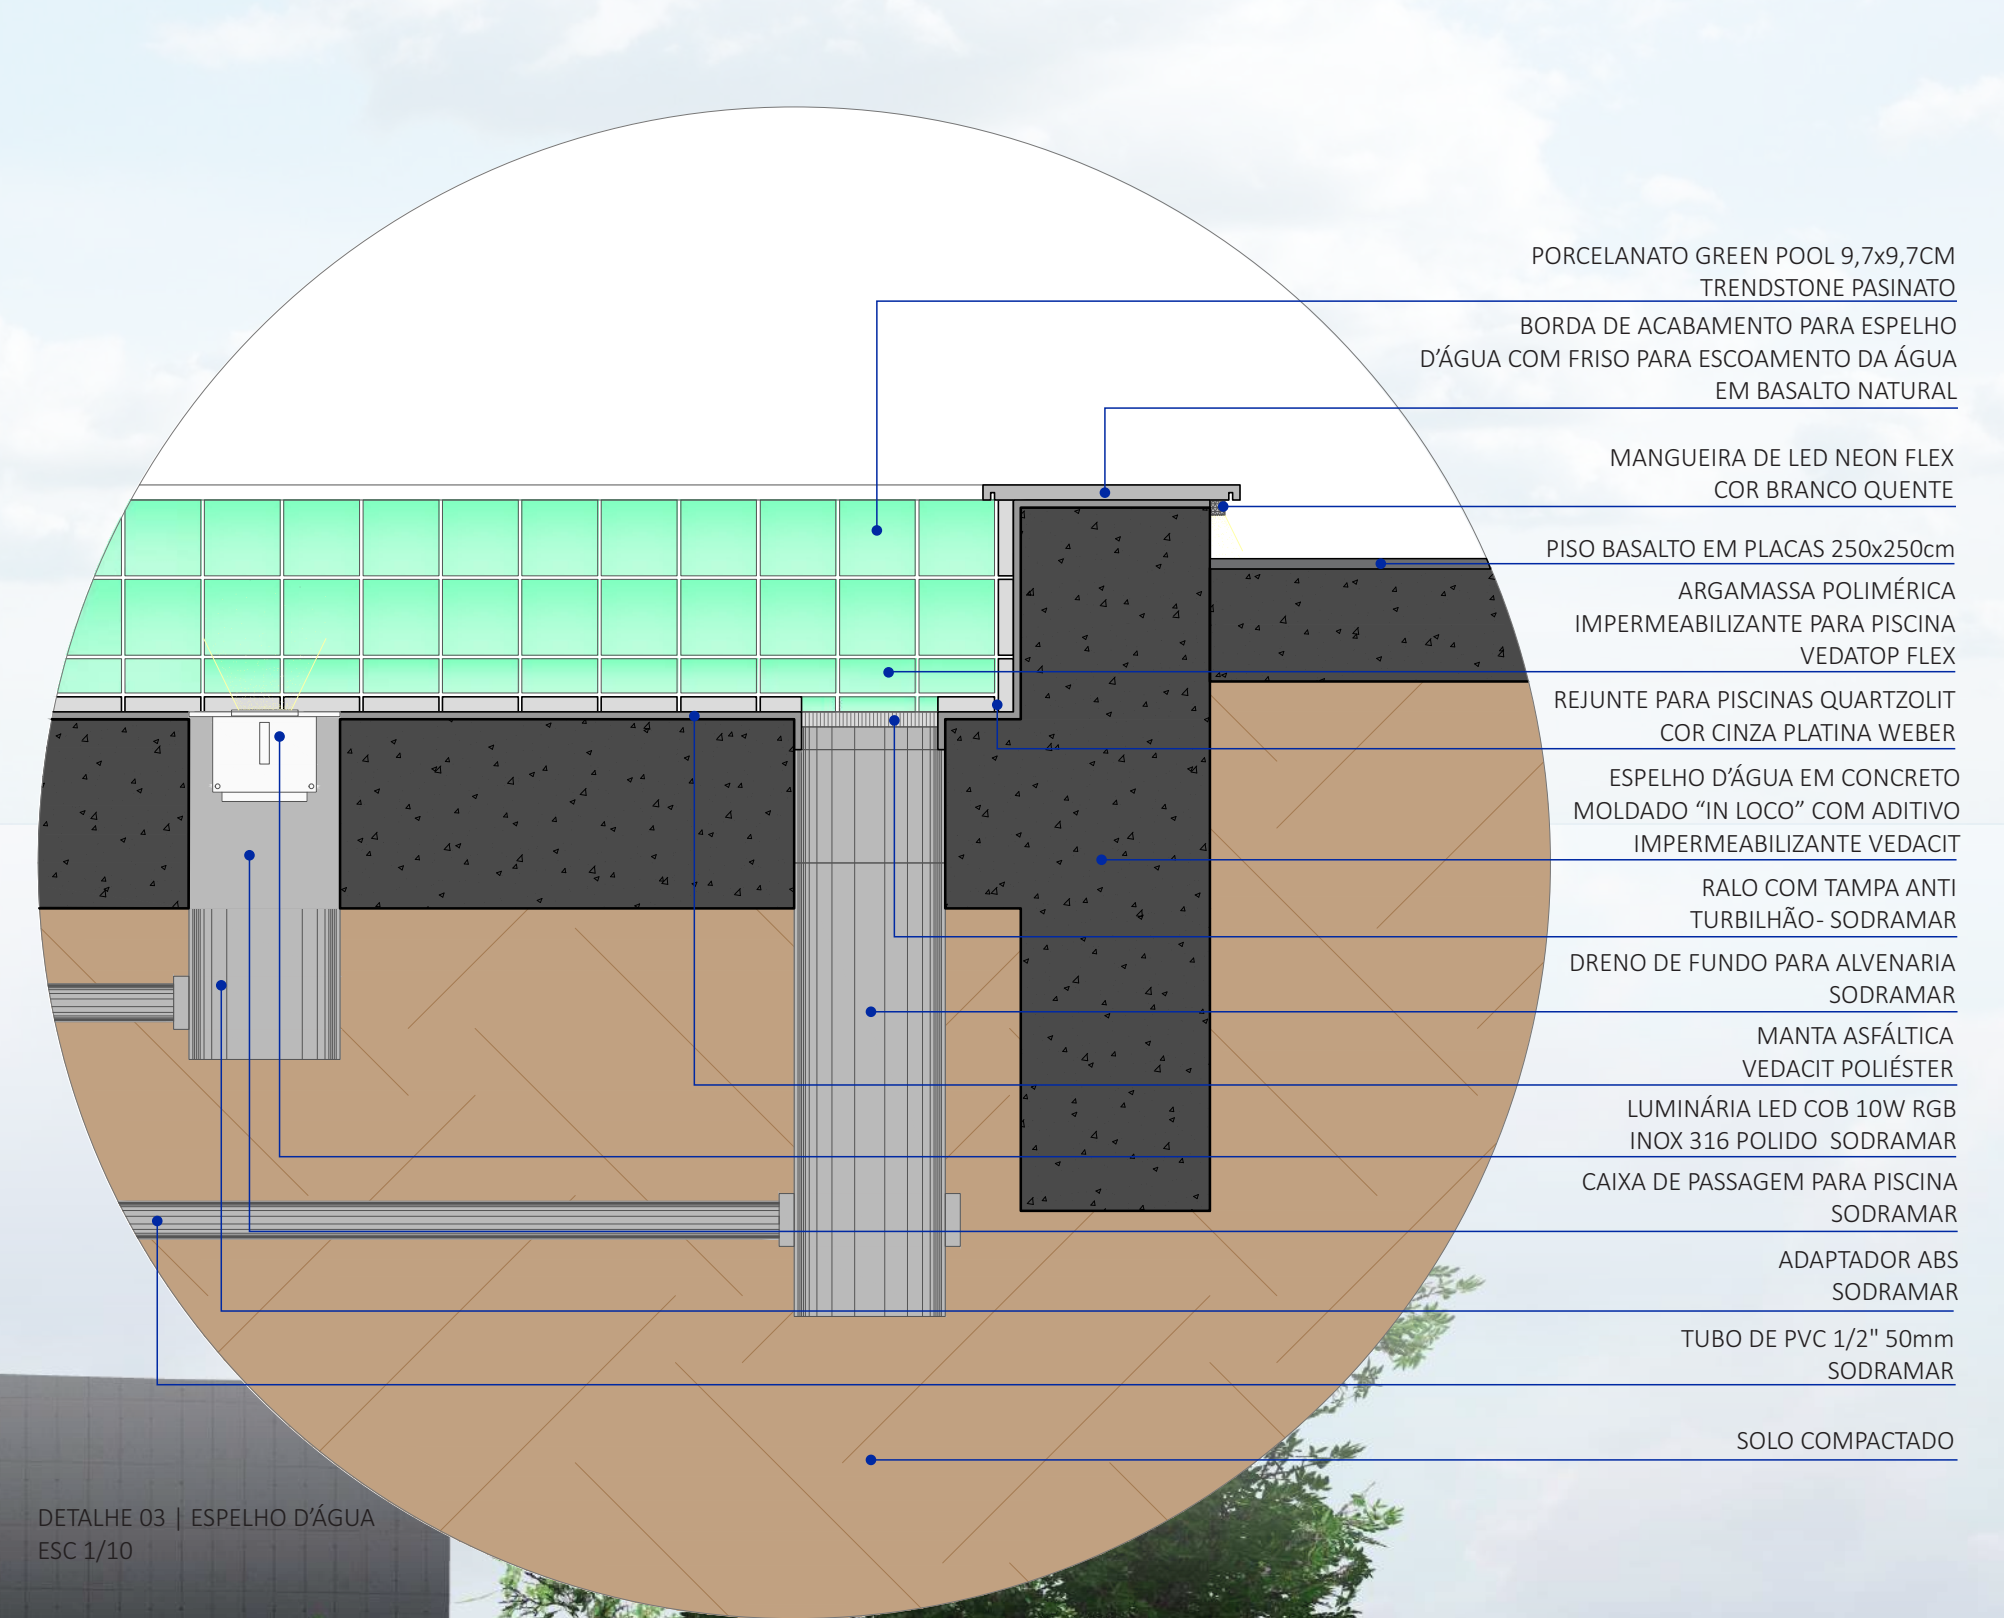 PORCELANATO GREEN POOL 9,7x9,7CM
TRENDSTONE PASINATO
BORDA DE ACABAMENTO PARA ESPELHO
D’ÁGUA COM FRISO PARA ESCOAMENTO DA ÁGUA
EM BASALTO NATURAL
MANGUEIRA DE LED NEON FLEX
COR BRANCO QUENTE
PISO BASALTO EM PLACAS 250x250cm
ARGAMASSA POLIMÉRICA
IMPERMEABILIZANTE PARA PISCINA
VEDATOP FLEX
REJUNTE PARA PISCINAS QUARTZOLIT
COR CINZA PLATINA WEBER
ESPELHO D’ÁGUA EM CONCRETO
MOLDADO “IN LOCO” COM ADITIVO
IMPERMEABILIZANTE VEDACIT
RALO COM TAMPA ANTI
TURBILHÃO- SODRAMAR
DRENO DE FUNDO PARA ALVENARIA
SODRAMAR
MANTA ASFÁLTICA
VEDACIT POLIÉSTER
LUMINÁRIA LED COB 10W RGB
INOX 316 POLIDO  SODRAMAR
CAIXA DE PASSAGEM PARA PISCINA
SODRAMAR
ADAPTADOR ABS
SODRAMAR
TUBO DE PVC 1/2" 50mm
SODRAMAR
SOLO COMPACTADO
DETALHE 03 | ESPELHO D’ÁGUA
ESC 1/10